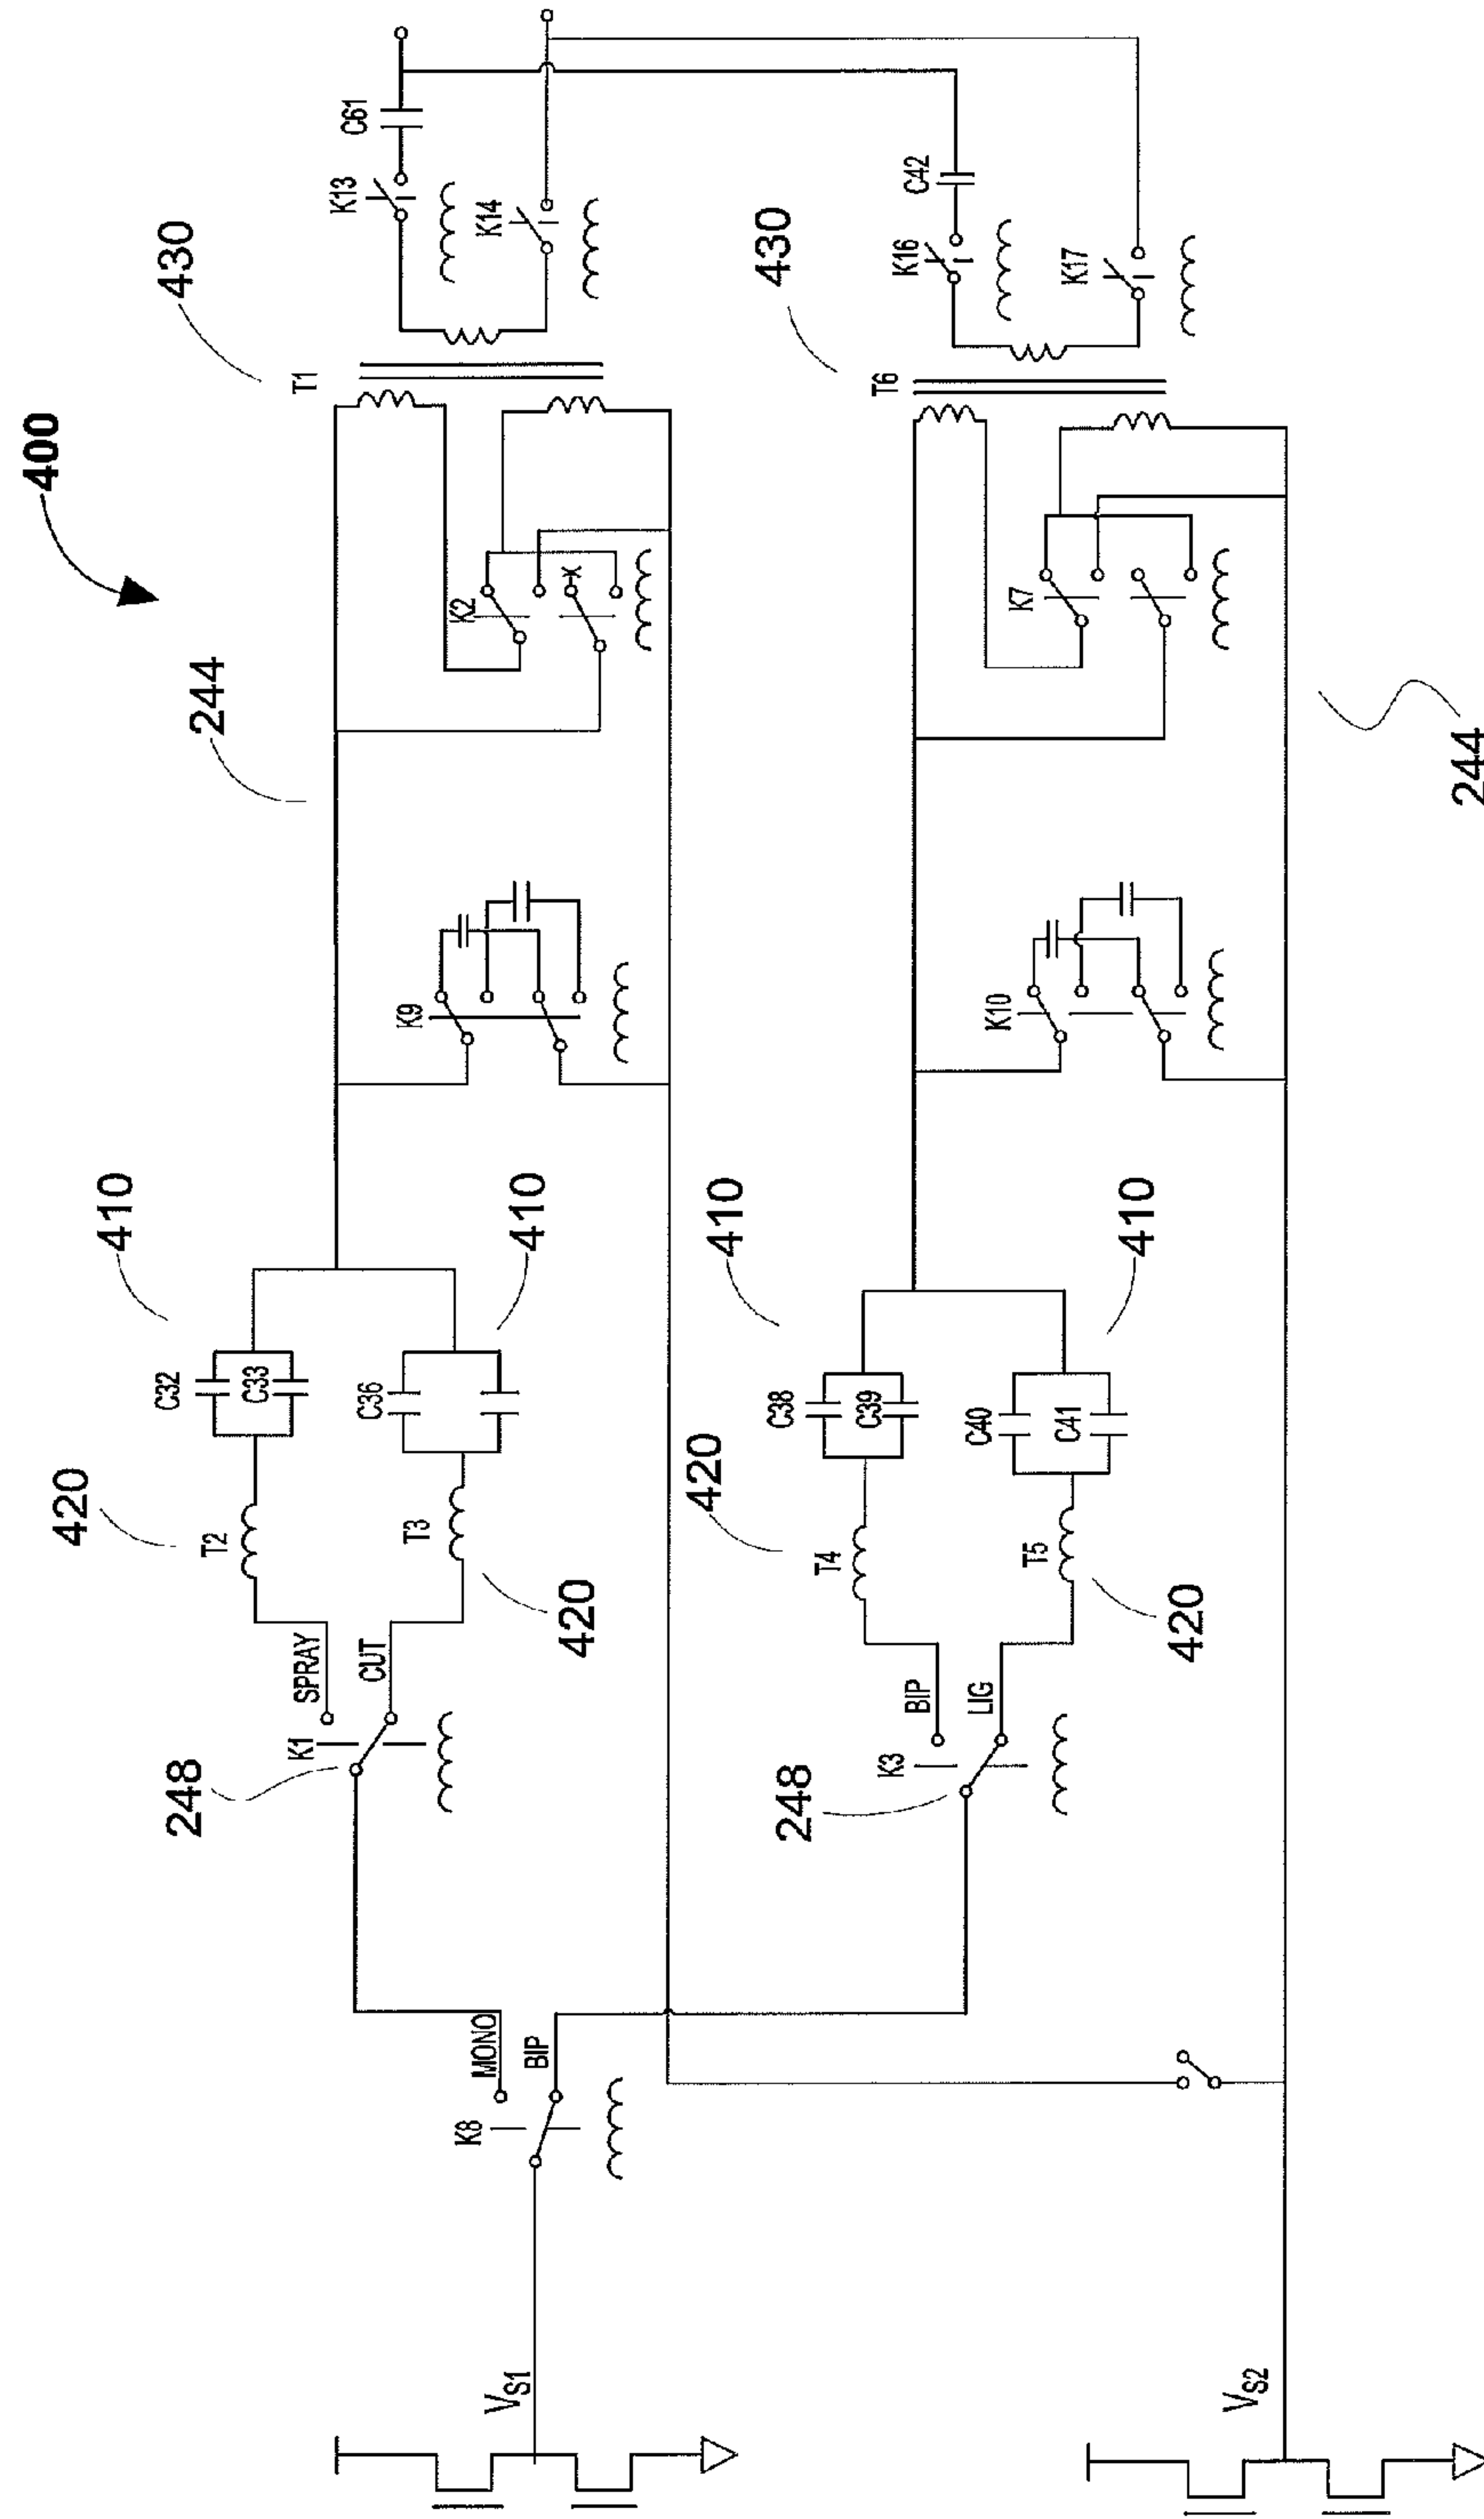 400
430
T1
K13
C61
K14
244
K2
K9
410
C32
C33
C36
410
420
T2
T3
420
SPRAY
CUT
K1
248
MONO
BIP
K8
VS1
430
T6
K16
C42
K17
K7
K10
410
C38
C39
C40
C41
410
420
T4
T5
420
BIP
LIG
K3
248
244
VS2
X